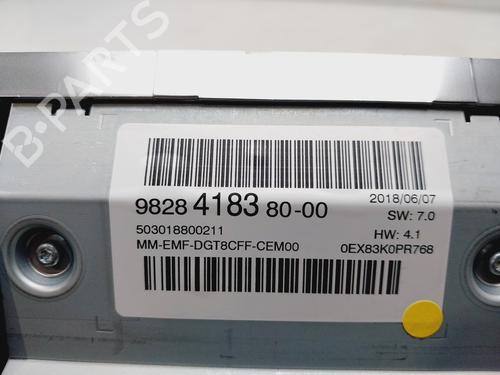 B-PARTS
9828 4183 80-00
2018/06/07
503018800211
SW: 7.0
MM-EMF-DGT8CFF-CEM00
HW: 4.1
0EX83K0PR768